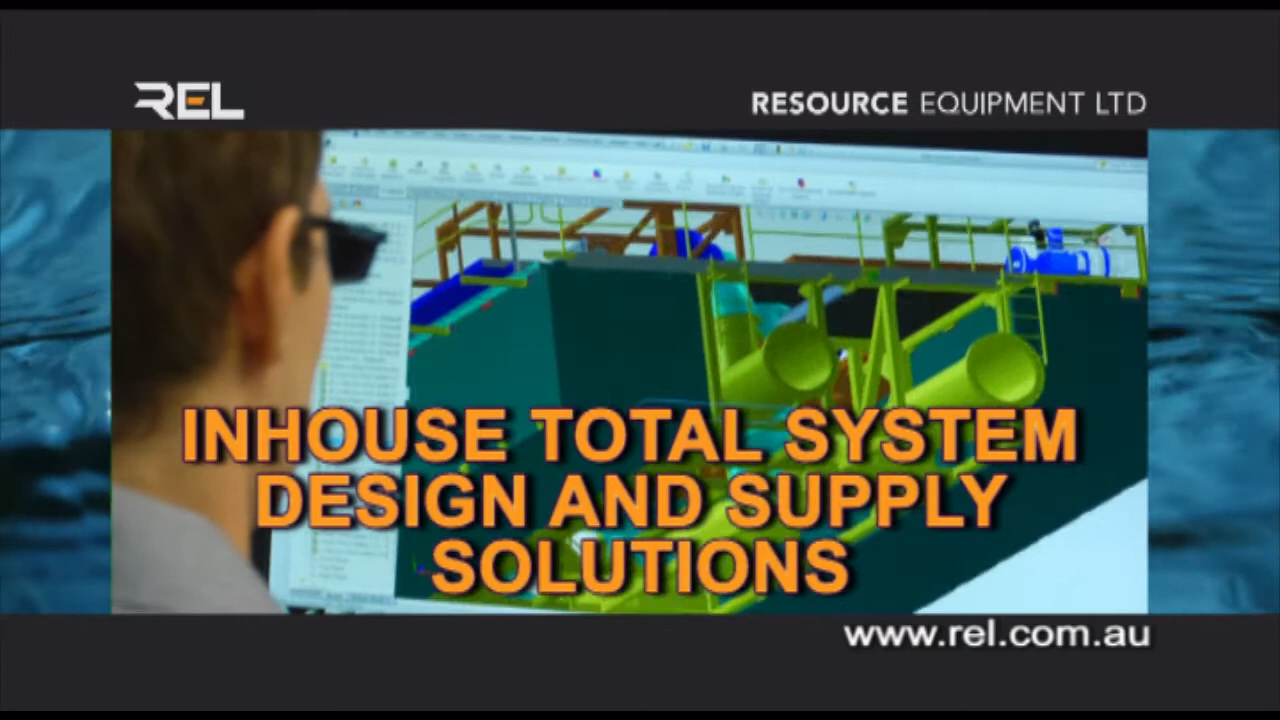 REL
RESOURCE EQUIPMENT LTD
INHOUSE TOTAL SYSTEM
DESIGN AND SUPPLY
SOLUTIONS
www.rel.com.au